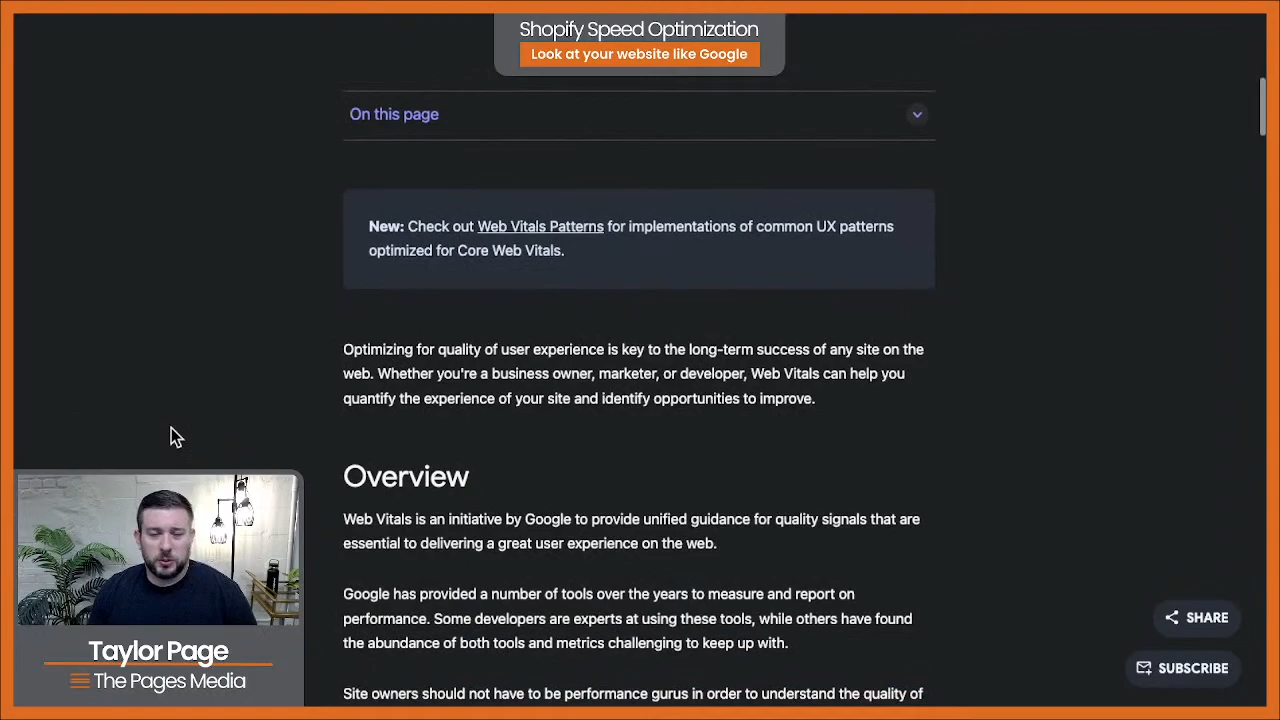 Shopify Speed Optimization
Look at your website like Google
On this page
New: Check out Web Vitals Patterns for implementations of common UX patterns
optimized for Core Web Vitals.
Optimizing for quality of user experience is key to the long-term success of any site on the
web. Whether you're a business owner, marketer, or developer, Web Vitals can help you
quantify the experience of your site and identify opportunities to improve.
Overview
Web Vitals is an initiative by Google to provide unified guidance for quality signals that are
essential to delivering a great user experience on the web.
Google has provided a number of tools over the years to measure and report on
performance. Some developers are experts at using these tools, while others have found
the abundance of both tools and metrics challenging to keep up with.
Site owners should not have to be performance gurus in order to understand the quality of
SHARE
SUBSCRIBE
Taylor Page
The Pages Media